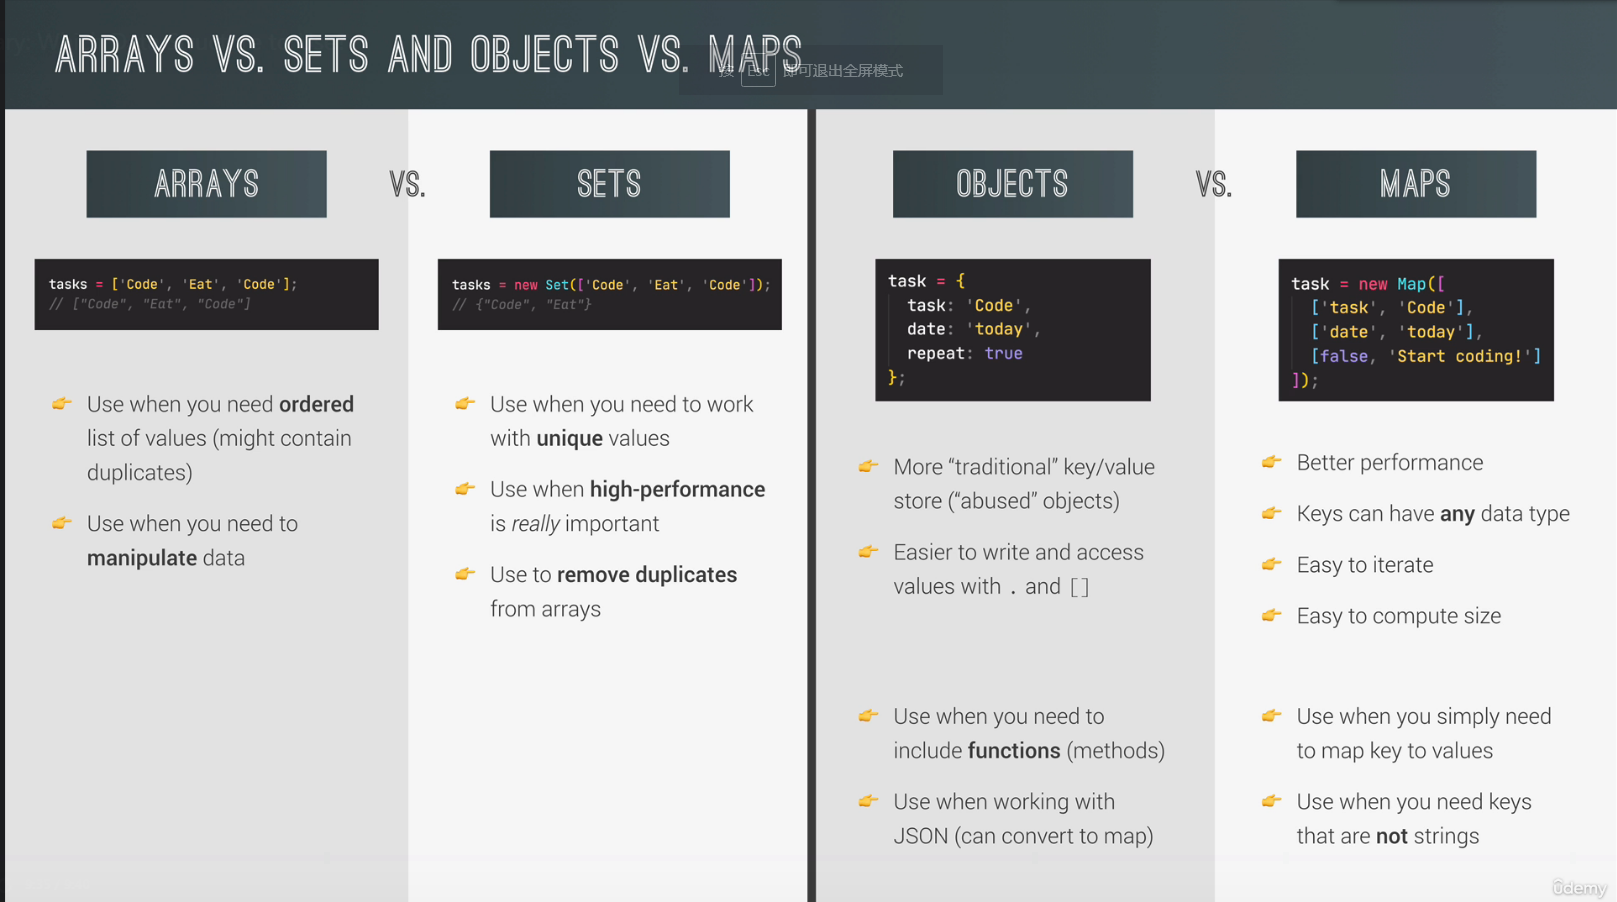 ARRAYS VS. SETS AND OBJECTS VS. MAPS
按 Esc 即可退出全屏模式
ARRAYS
VS.
SETS
tasks = ['Code', 'Eat', 'Code'];
// ["Code", "Eat", "Code"]
tasks = new Set(['Code', 'Eat', 'Code']);
// {"Code", "Eat"}
👉 Use when you need ordered
list of values (might contain
duplicates)
👉 Use when you need to
manipulate data
👉 Use when you need to work
with unique values
👉 Use when high-performance
is really important
👉 Use to remove duplicates
from arrays
OBJECTS
VS.
MAPS
task = {
task: 'Code',
date: 'today',
repeat: true
};
task = new Map([
['task', 'Code'],
['date', 'today'],
[false, 'Start coding!']
]);
👉 More “traditional” key/value
store (“abused” objects)
👉 Easier to write and access
values with . and []
👉 Use when you need to
include functions (methods)
👉 Use when working with
JSON (can convert to map)
👉 Better performance
👉 Keys can have any data type
👉 Easy to iterate
👉 Easy to compute size
👉 Use when you simply need
to map key to values
👉 Use when you need keys
that are not strings
ûdemy